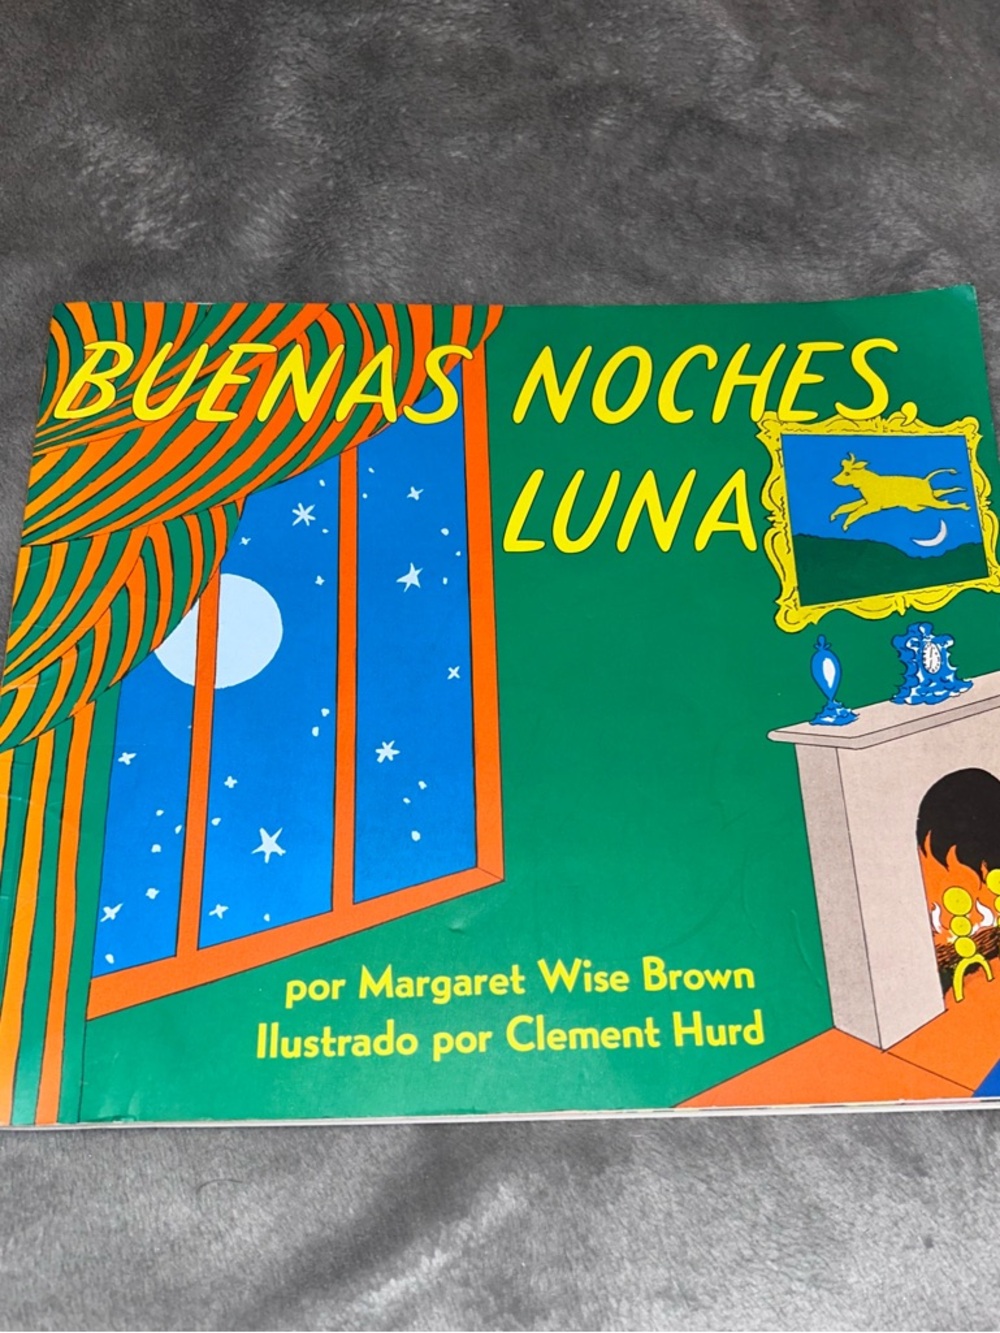 BUENAS NOCHES,
LUNA
por Margaret Wise Brown
Ilustrado por Clement Hurd